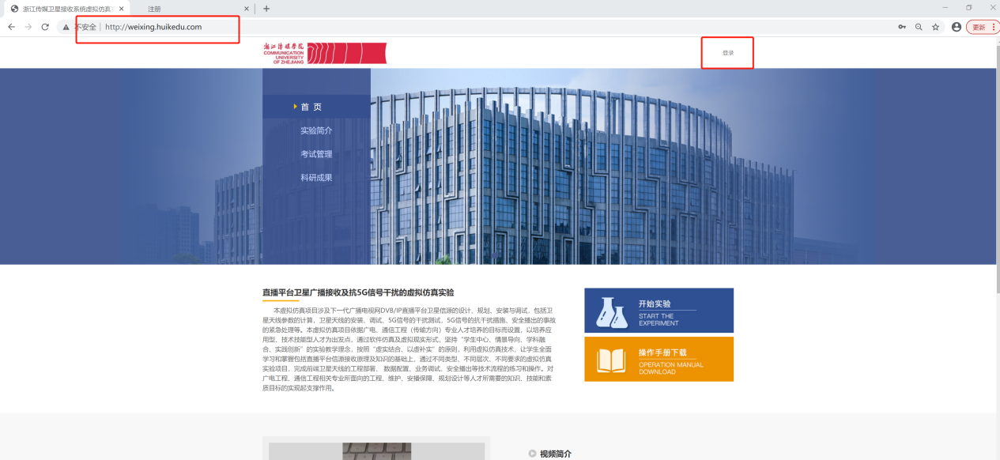 浙江传媒卫星接收系统虚拟仿真
注册
不安全
http://weixing.huikedu.com
更新
浙江传媒学院
COMMUNICATION
UNIVERSITY
OF ZHEJIANG
登录
首 页
实验简介
考试管理
科研成果
直播平台卫星广播接收及抗5G信号干扰的虚拟仿真实验
本虚拟仿真项目涉及下一代广播电视网DVB/IP直播平台卫星信源的设计、规划、安装与调试，包括卫
星天线参数的计算，卫星天线的安装、调试，5G信号的干扰测试，5G信号的抗干扰措施、安全播出的事故
的紧急处理等。本虚拟仿真项目依据广电、通信工程（传输方向）专业人才培养的目标而设置，以培养应
用型、技术技能型人才为出发点，通过软件仿真及虚拟现实形式，坚持“学生中心、情景导向、学科融
合、实践创新”的实验教学理念，按照“虚实结合、以虚补实”的原则，利用虚拟仿真技术，让学生全面
学习和掌握包括直播平台信源接收原理及知识的基础上，通过不同类型、不同层次、不同要求的虚拟仿真
实验项目，完成前端卫星天线的工程部署、 数据配置、业务调试、安全播出等技术流程的练习和操作。对
广电工程、通信工程相关专业所面向的工程、维护、安播保障、规划设计等人才所需要的知识、技能和素
质目标的实现起支撑作用。
开始实验
START THE
EXPERIMENT
操作手册下载
OPERATION MANUAL
DOWNLOAD
视频简介